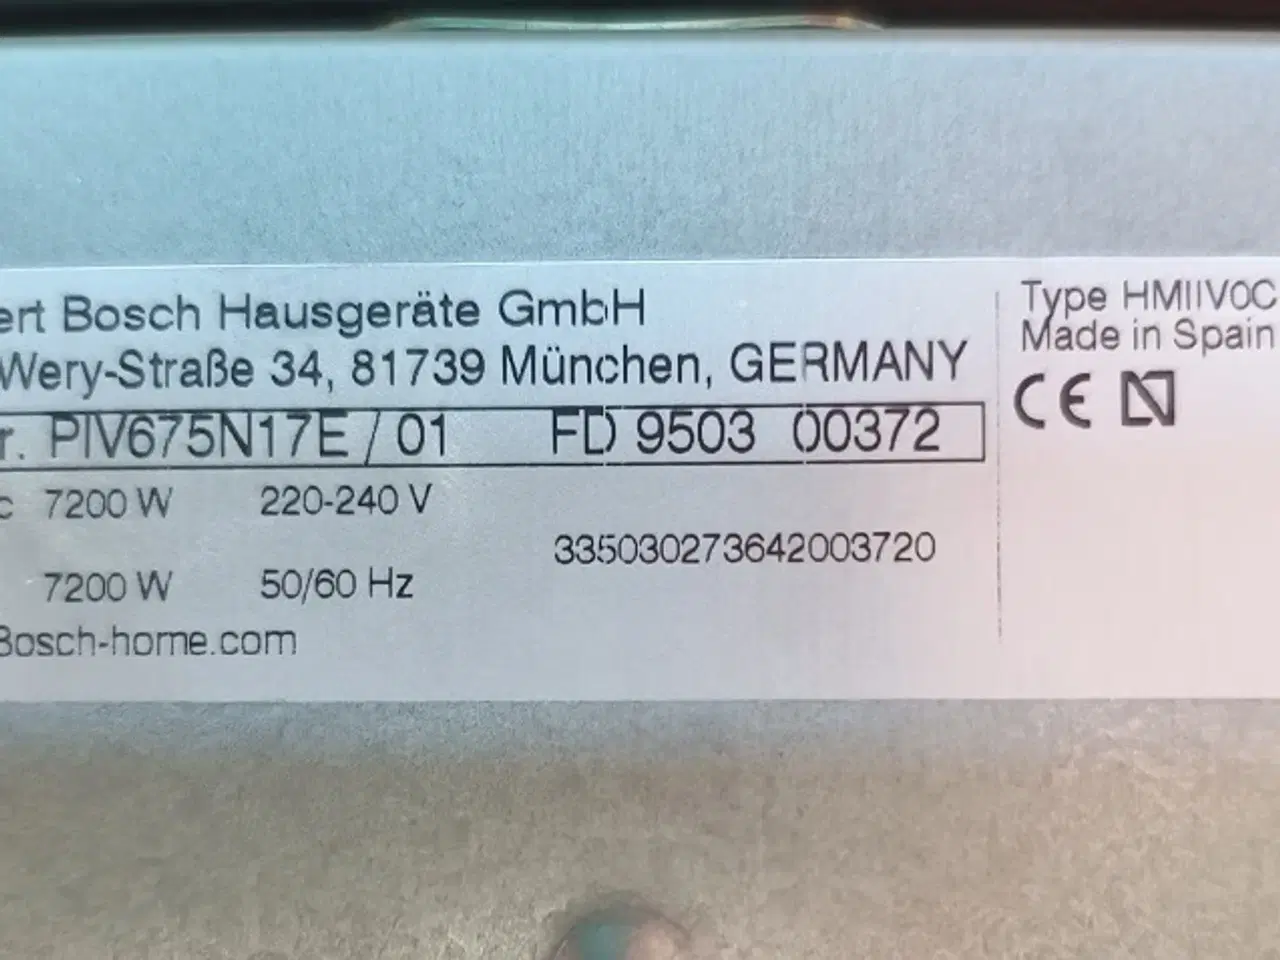 ert Bosch Hausgeräte GmbH
Wery-Straße 34, 81739 München, GERMANY
r. PIV675N17E / 01 FD 9503 00372
c 7200 W 220-240 V
335030273642003720
7200 W 50/60 Hz
Bosch-home.com
Type HMIIV0C
Made in Spain
CE